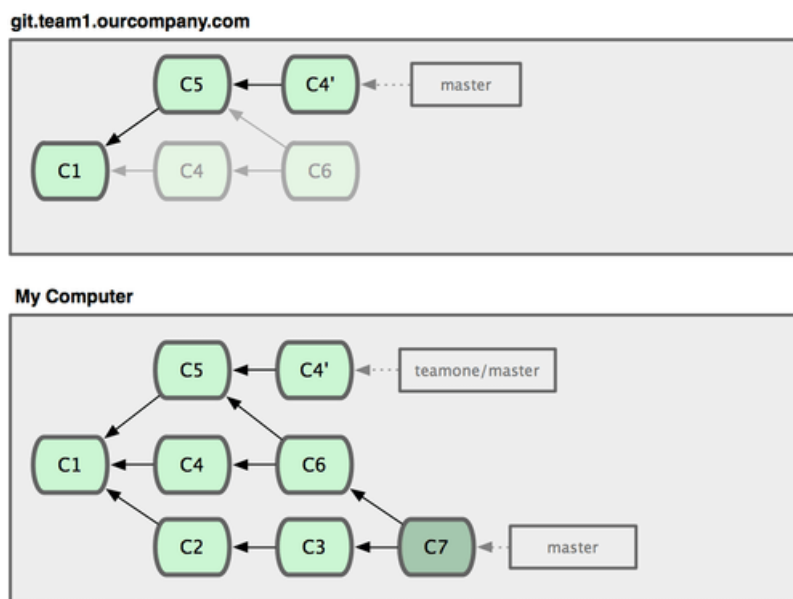 git.team1.ourcompany.com
C5 C4' master
C1 C4 C6
My Computer
C5 C4' teamone/master
C1 C4 C6
C2 C3 C7 master